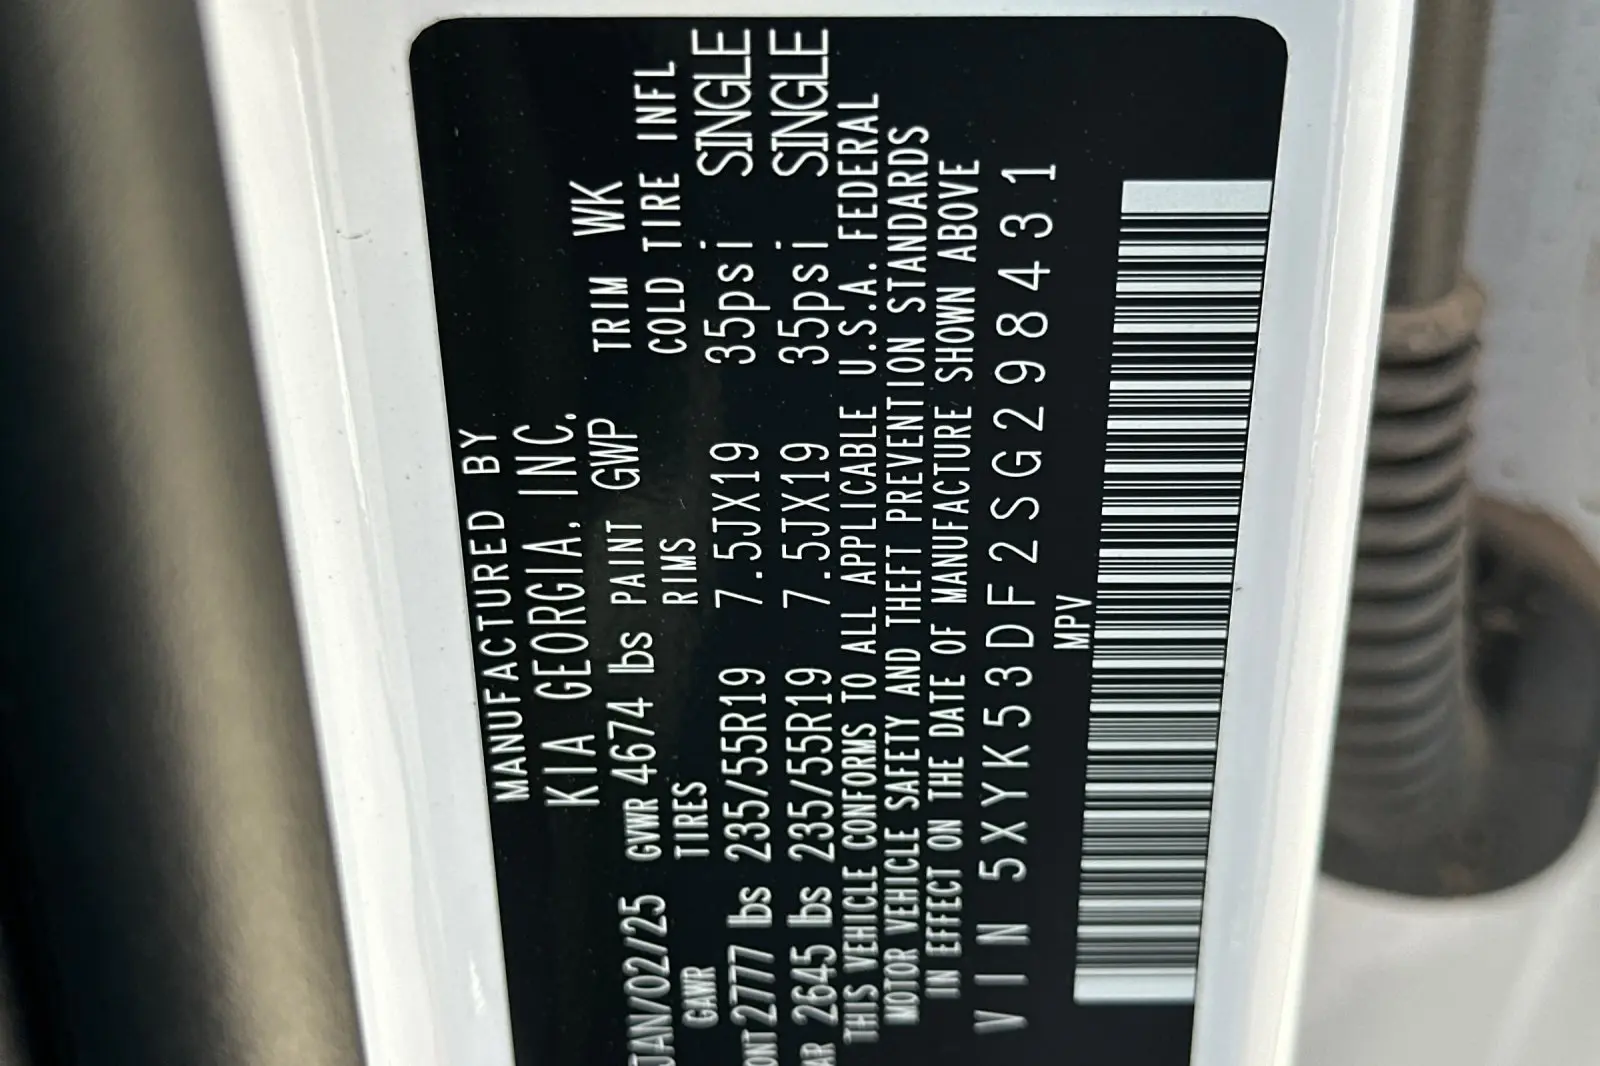 MANUFACTURED BY
KIA GEORGIA, INC.
JAN/02/25 GVWR 4674 lbs PAINT GWP TRIM WK
GAWR TIRES RIMS COLD TIRE INFL
ONT 2777 lbs 235/55R19 7.5JX19 35psi SINGLE
AR 2645 lbs 235/55R19 7.5JX19 35psi SINGLE
THIS VEHICLE CONFORMS TO ALL APPLICABLE U.S.A. FEDERAL
MOTOR VEHICLE SAFETY AND THEFT PREVENTION STANDARDS
IN EFFECT ON THE DATE OF MANUFACTURE SHOWN ABOVE
VIN 5XYK53DF2SG298431
MPV